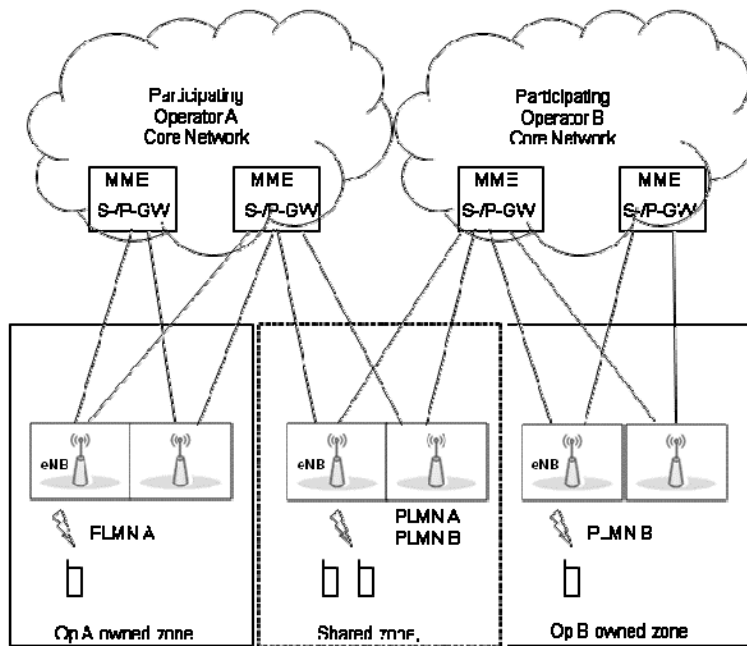 Participating
Operator A
Core Network
Participating
Operator B
Core Network
MME
S-/P-GW
MME
S-/P-GW
MME
S-/P-GW
MME
S-/P-GW
eNB
eNB
eNB
PLMN A
PLMN A
PLMN B
PLMN B
Op A owned zone
Shared zone,
Op B owned zone